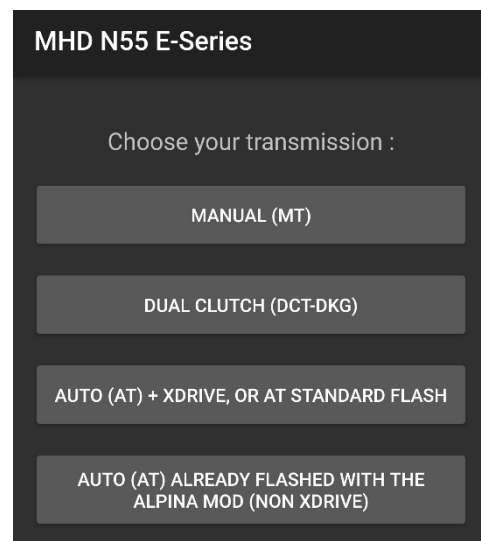 MHD N55 E-Series
Choose your transmission :
MANUAL (MT)
DUAL CLUTCH (DCT-DKG)
AUTO (AT) + XDRIVE, OR AT STANDARD FLASH
AUTO (AT) ALREADY FLASHED WITH THE
ALPINA MOD (NON XDRIVE)